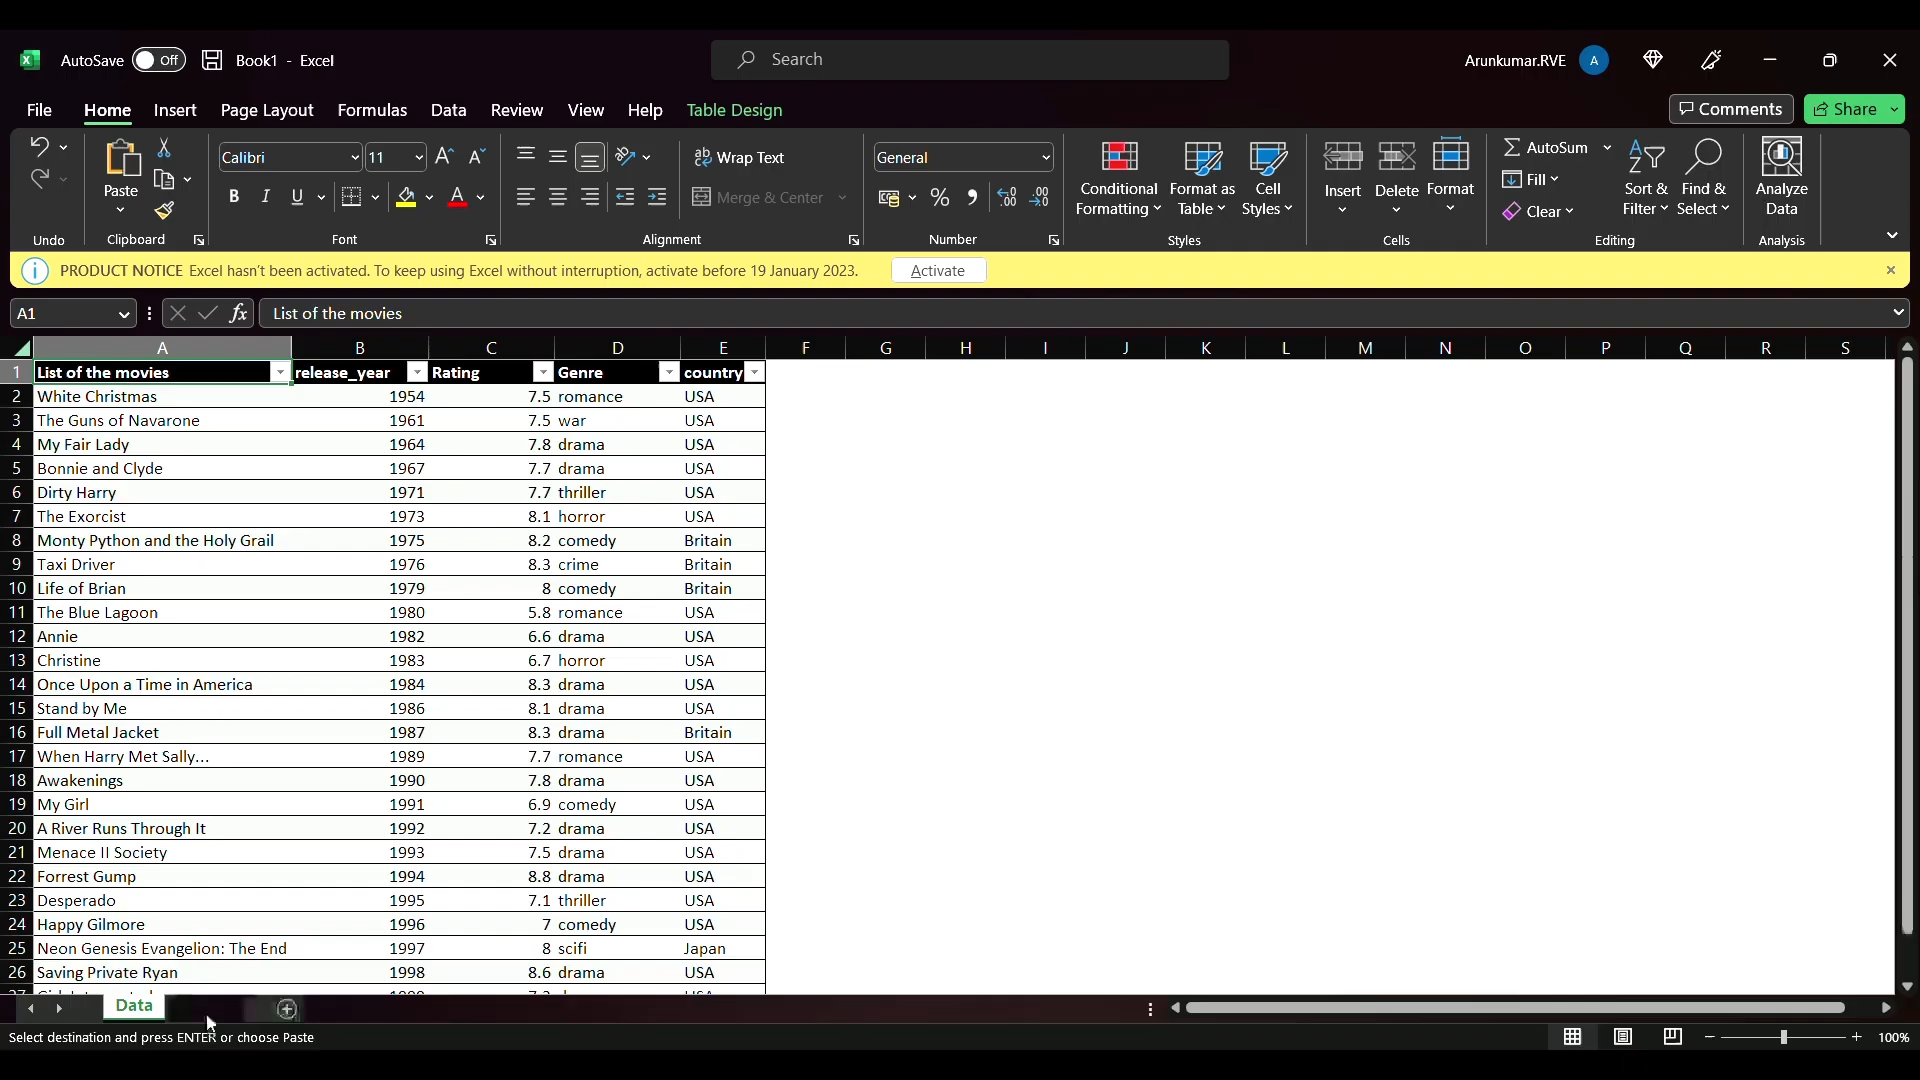 AutoSave Off Book1 - Excel Search Arunkumar.RVE A
File Home Insert Page Layout Formulas Data Review View Help Table Design Comments Share
Paste Calibri 11 B I U A Wrap Text Merge & Center General % Conditional Formatting Format as Table Cell Styles Insert Delete Format AutoSum Fill Clear Sort & Filter Find & Select Analyze Data
Undo Clipboard Font Alignment Number Styles Cells Editing Analysis
PRODUCT NOTICE Excel hasn't been activated. To keep using Excel without interruption, activate before 19 January 2023. Activate
A1 fx List of the movies
A B C D E F G H I J K L M N O P Q R S
1 List of the movies release_year Rating Genre country
2 White Christmas 1954 7.5 romance USA
3 The Guns of Navarone 1961 7.5 war USA
4 My Fair Lady 1964 7.8 drama USA
5 Bonnie and Clyde 1967 7.7 drama USA
6 Dirty Harry 1971 7.7 thriller USA
7 The Exorcist 1973 8.1 horror USA
8 Monty Python and the Holy Grail 1975 8.2 comedy Britain
9 Taxi Driver 1976 8.3 crime Britain
10 Life of Brian 1979 8 comedy Britain
11 The Blue Lagoon 1980 5.8 romance USA
12 Annie 1982 6.6 drama USA
13 Christine 1983 6.7 horror USA
14 Once Upon a Time in America 1984 8.3 drama USA
15 Stand by Me 1986 8.1 drama USA
16 Full Metal Jacket 1987 8.3 drama Britain
17 When Harry Met Sally... 1989 7.7 romance USA
18 Awakenings 1990 7.8 drama USA
19 My Girl 1991 6.9 comedy USA
20 A River Runs Through It 1992 7.2 drama USA
21 Menace II Society 1993 7.5 drama USA
22 Forrest Gump 1994 8.8 drama USA
23 Desperado 1995 7.1 thriller USA
24 Happy Gilmore 1996 7 comedy USA
25 Neon Genesis Evangelion: The End 1997 8 scifi Japan
26 Saving Private Ryan 1998 8.6 drama USA
Data
Select destination and press ENTER or choose Paste 100%